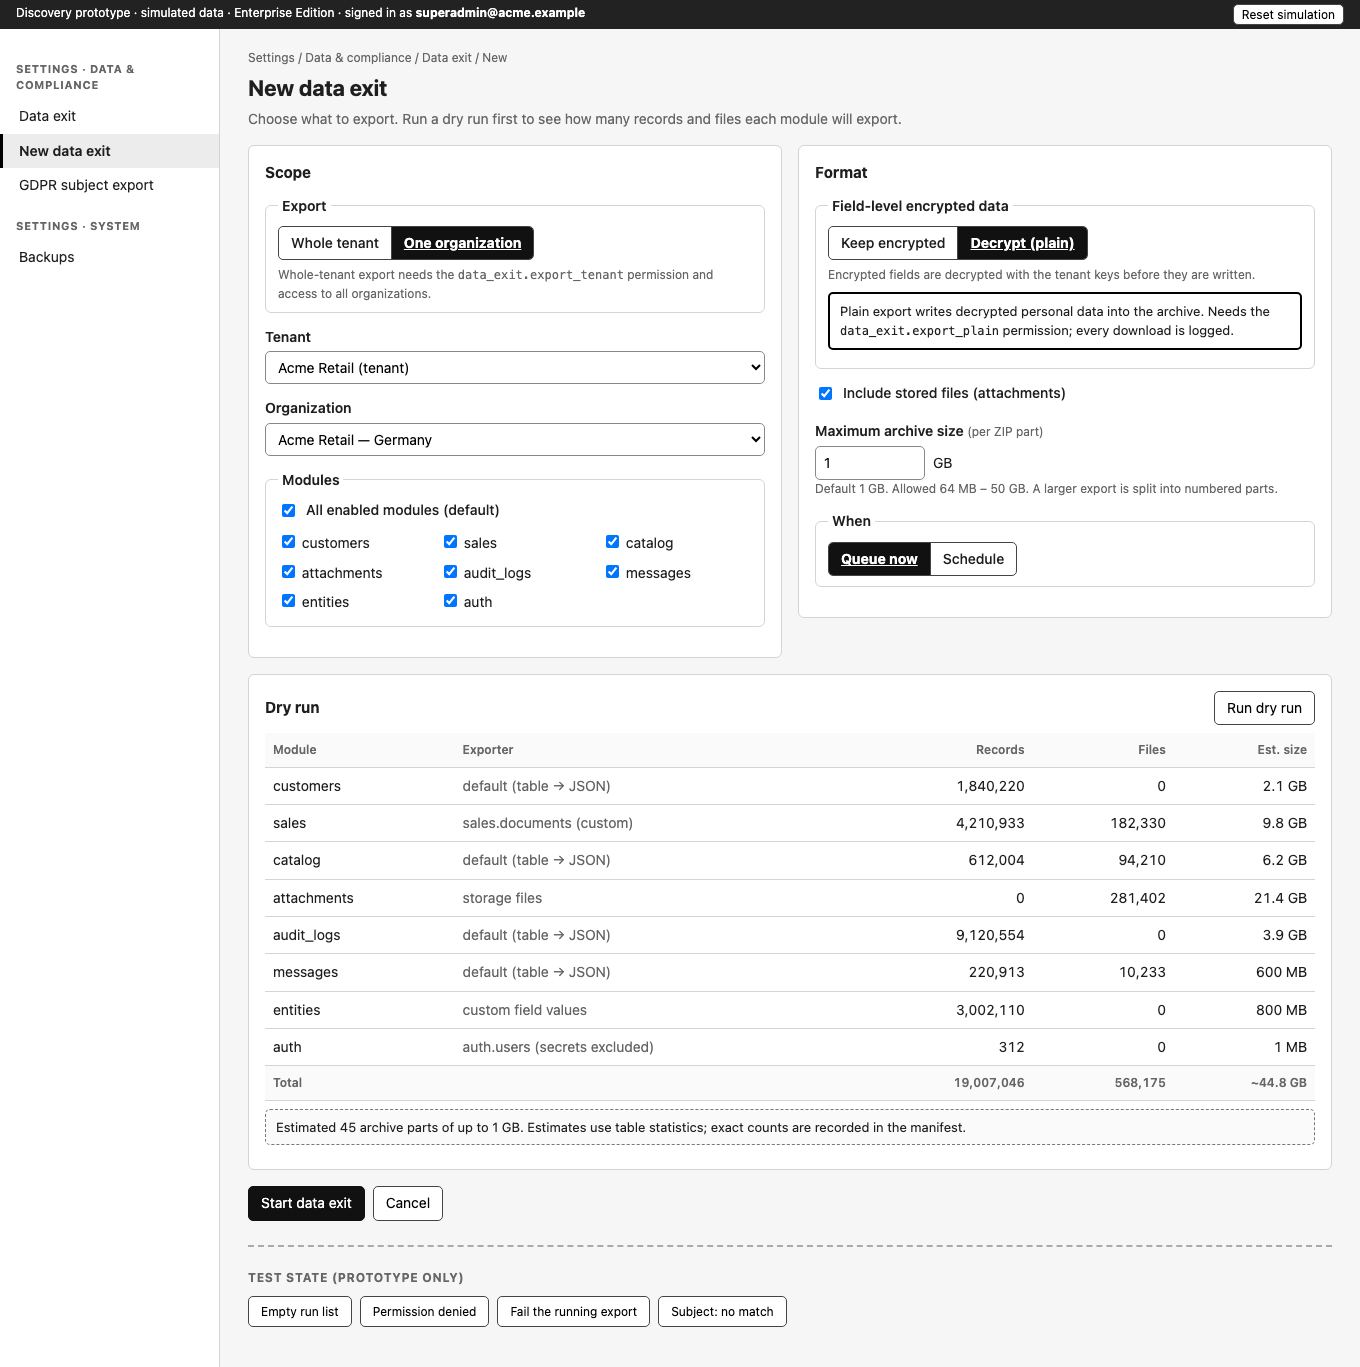 Discovery prototype · simulated data · Enterprise Edition · signed in as superadmin@acme.example
Reset simulation
SETTINGS · DATA &
COMPLIANCE
Data exit
New data exit
GDPR subject export
SETTINGS · SYSTEM
Backups
Settings / Data & compliance / Data exit / New
New data exit
Choose what to export. Run a dry run first to see how many records and files each module will export.
Scope
Export
Whole tenant One organization
Whole-tenant export needs the data_exit.export_tenant permission and
access to all organizations.
Tenant
Acme Retail (tenant)
Organization
Acme Retail — Germany
Modules
All enabled modules (default)
customers sales catalog
attachments audit_logs messages
entities auth
Format
Field-level encrypted data
Keep encrypted Decrypt (plain)
Encrypted fields are decrypted with the tenant keys before they are written.
Plain export writes decrypted personal data into the archive. Needs the
data_exit.export_plain permission; every download is logged.
Include stored files (attachments)
Maximum archive size (per ZIP part)
1 GB
Default 1 GB. Allowed 64 MB – 50 GB. A larger export is split into numbered parts.
When
Queue now Schedule
Dry run
Run dry run
Module Exporter Records Files Est. size
customers default (table → JSON) 1,840,220 0 2.1 GB
sales sales.documents (custom) 4,210,933 182,330 9.8 GB
catalog default (table → JSON) 612,004 94,210 6.2 GB
attachments storage files 0 281,402 21.4 GB
audit_logs default (table → JSON) 9,120,554 0 3.9 GB
messages default (table → JSON) 220,913 10,233 600 MB
entities custom field values 3,002,110 0 800 MB
auth auth.users (secrets excluded) 312 0 1 MB
Total 19,007,046 568,175 ~44.8 GB
Estimated 45 archive parts of up to 1 GB. Estimates use table statistics; exact counts are recorded in the manifest.
Start data exit Cancel
TEST STATE (PROTOTYPE ONLY)
Empty run list Permission denied Fail the running export Subject: no match